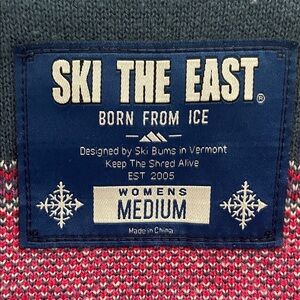 SKI THE EAST®
BORN FROM ICE
Designed by Ski Bums in Vermont
Keep The Shred Alive
EST 2005
WOMENS
MEDIUM
Made in China